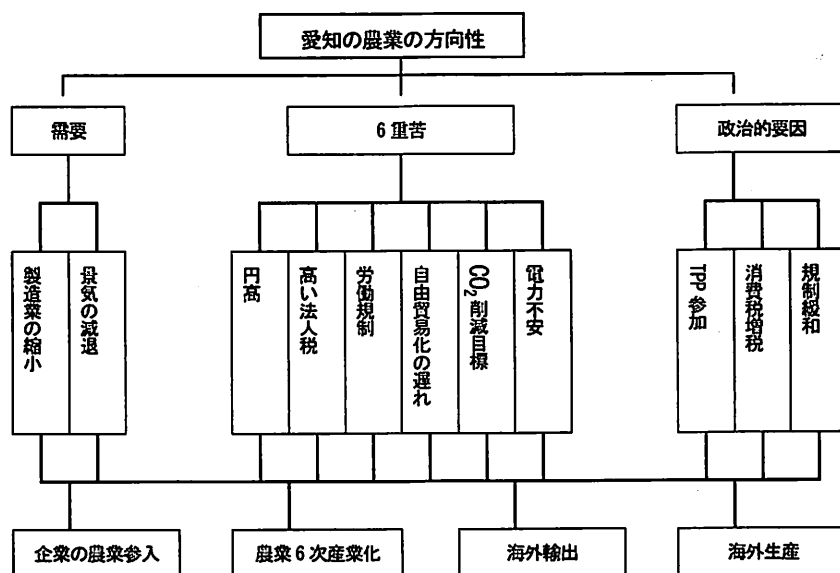 愛知の農業の方向性
需要
6重苦
政治的要因
製造業の縮小
景気の減退
円高
高い法人税
労働規制
自由貿易化の遅れ
CO₂削減目標
電力不安
TPP参加
消費税増税
規制緩和
企業の農業参入
農業6次産業化
海外輸出
海外生産